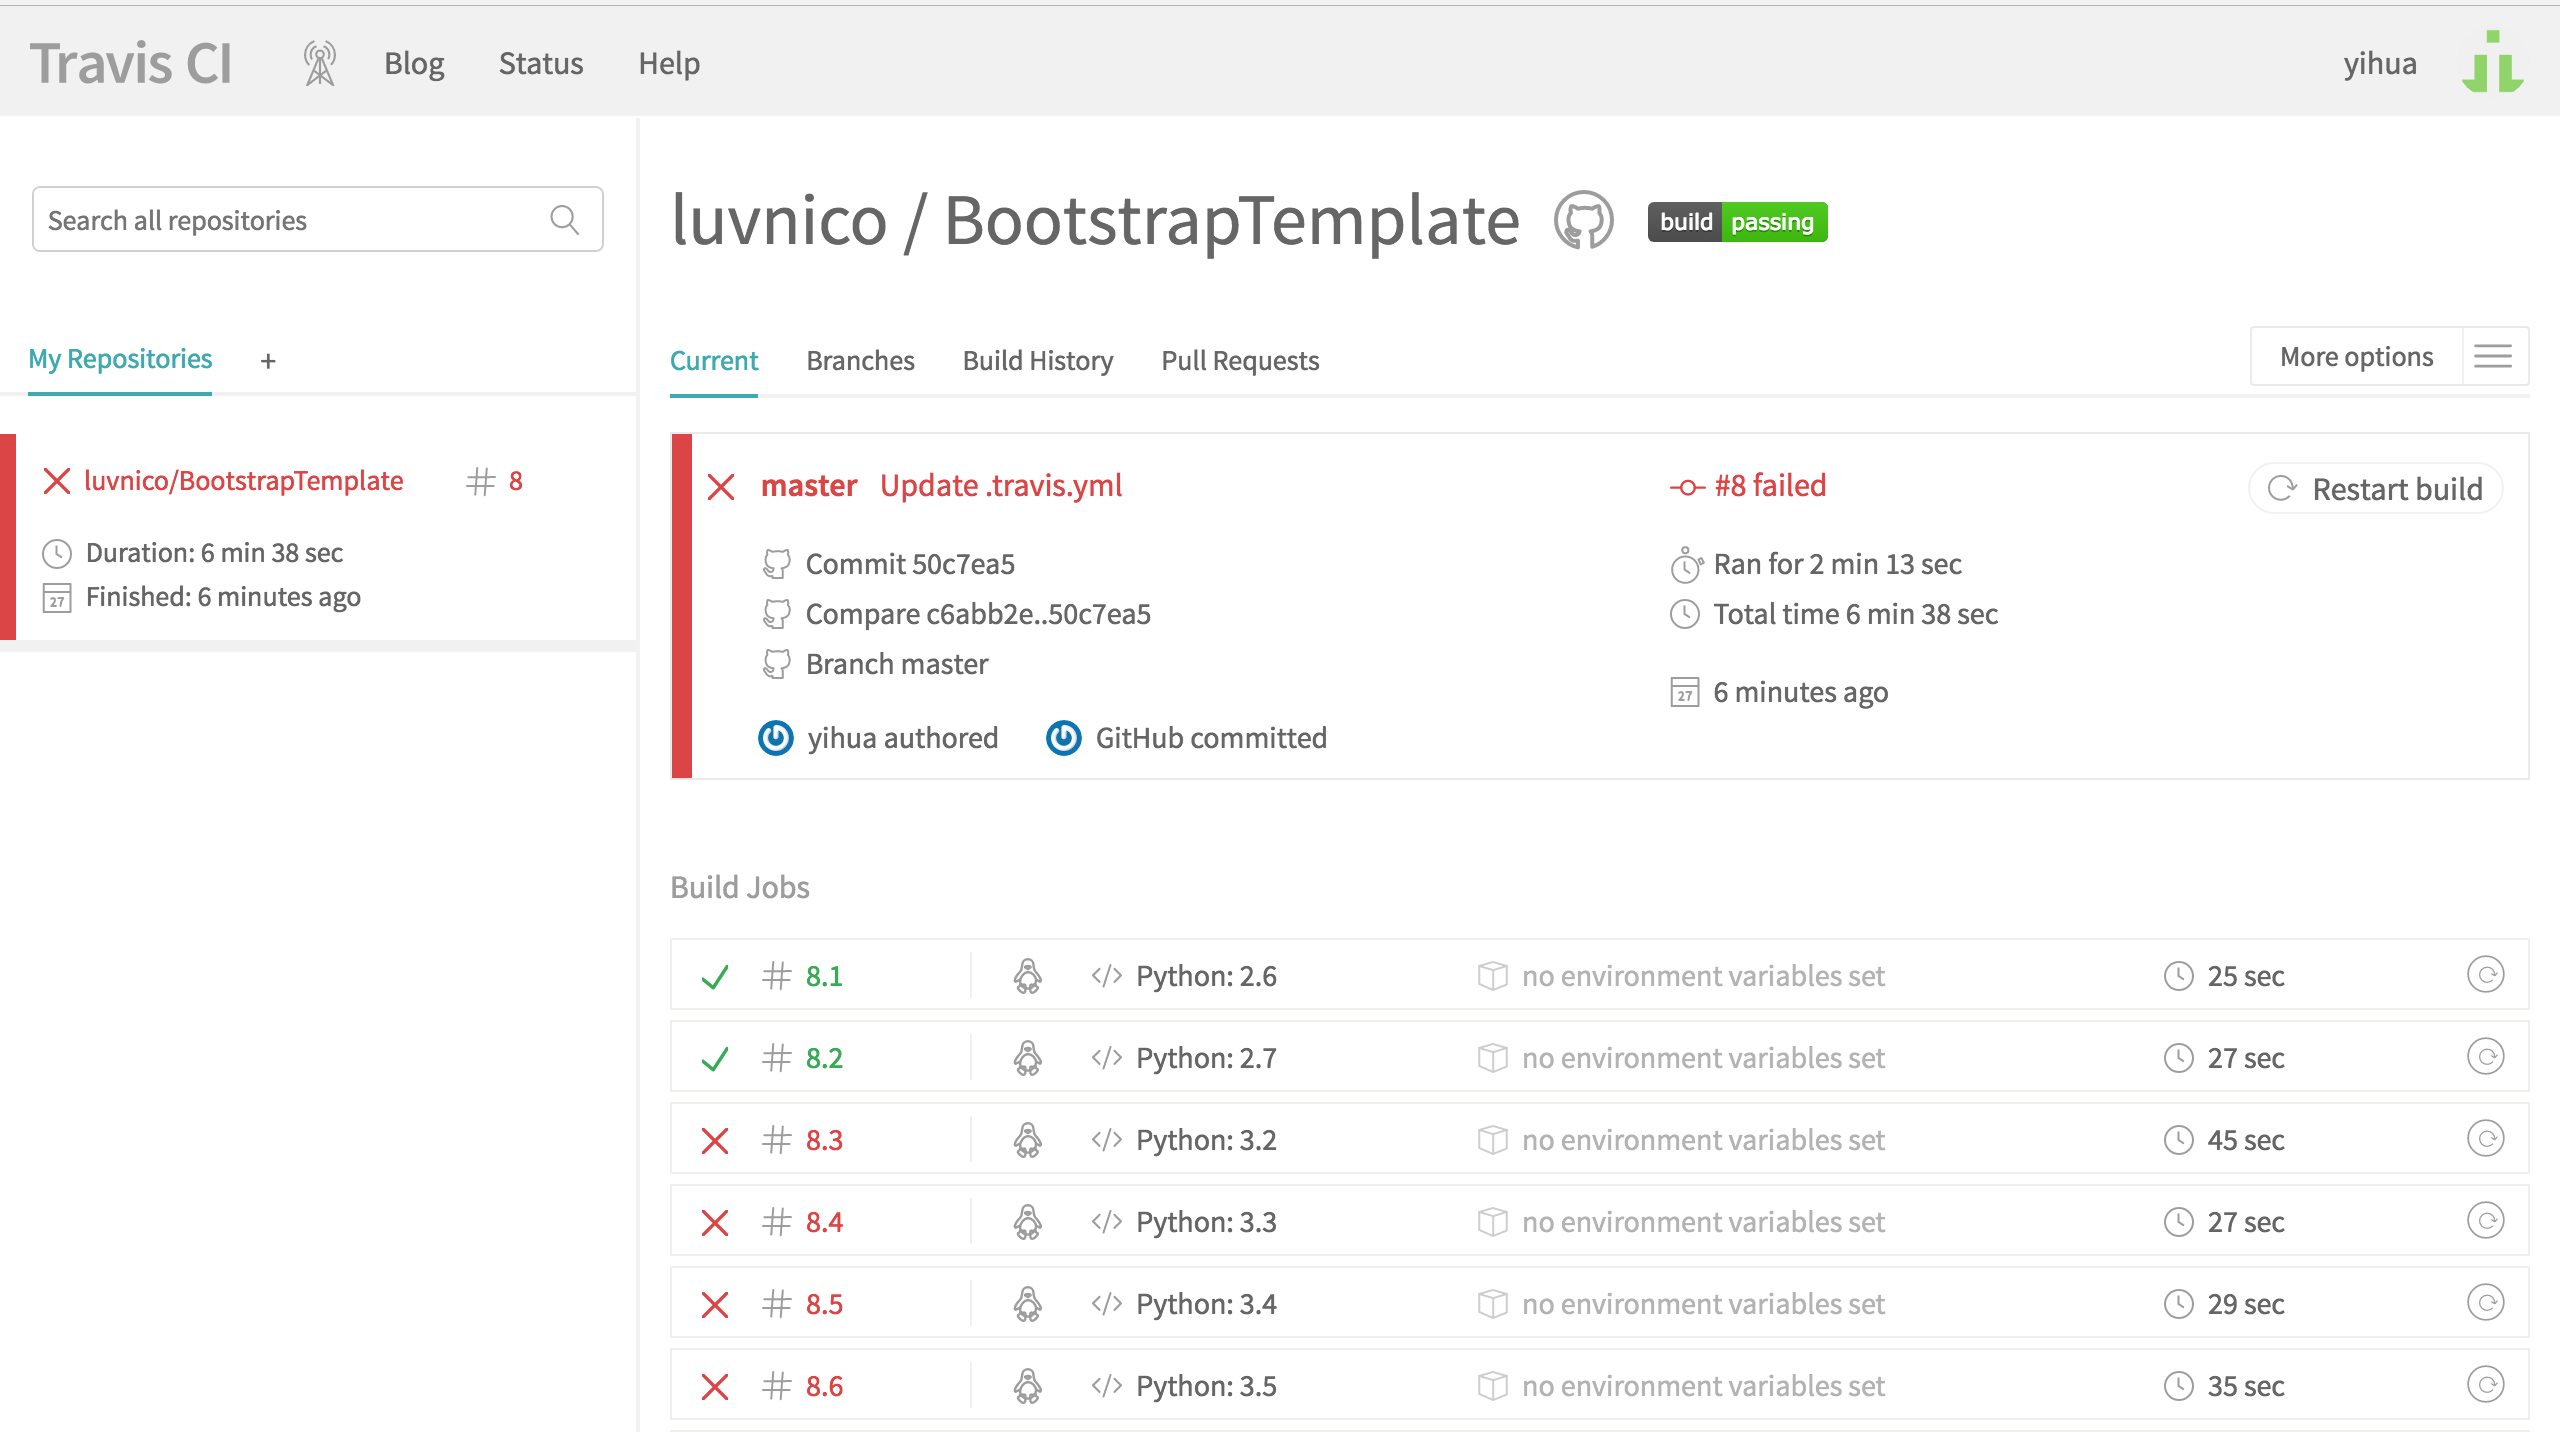 Travis CI Blog Status Help yihua
Search all repositories
My Repositories +
luvnico/BootstrapTemplate # 8
Duration: 6 min 38 sec
27 Finished: 6 minutes ago
luvnico / BootstrapTemplate build passing
Current Branches Build History Pull Requests More options
master Update .travis.yml
Commit 50c7ea5
Compare c6abb2e..50c7ea5
Branch master
yihua authored GitHub committed
#8 failed
Ran for 2 min 13 sec
Total time 6 min 38 sec
27 6 minutes ago
Restart build
Build Jobs
# 8.1 </> Python: 2.6 no environment variables set 25 sec
# 8.2 </> Python: 2.7 no environment variables set 27 sec
# 8.3 </> Python: 3.2 no environment variables set 45 sec
# 8.4 </> Python: 3.3 no environment variables set 27 sec
# 8.5 </> Python: 3.4 no environment variables set 29 sec
# 8.6 </> Python: 3.5 no environment variables set 35 sec